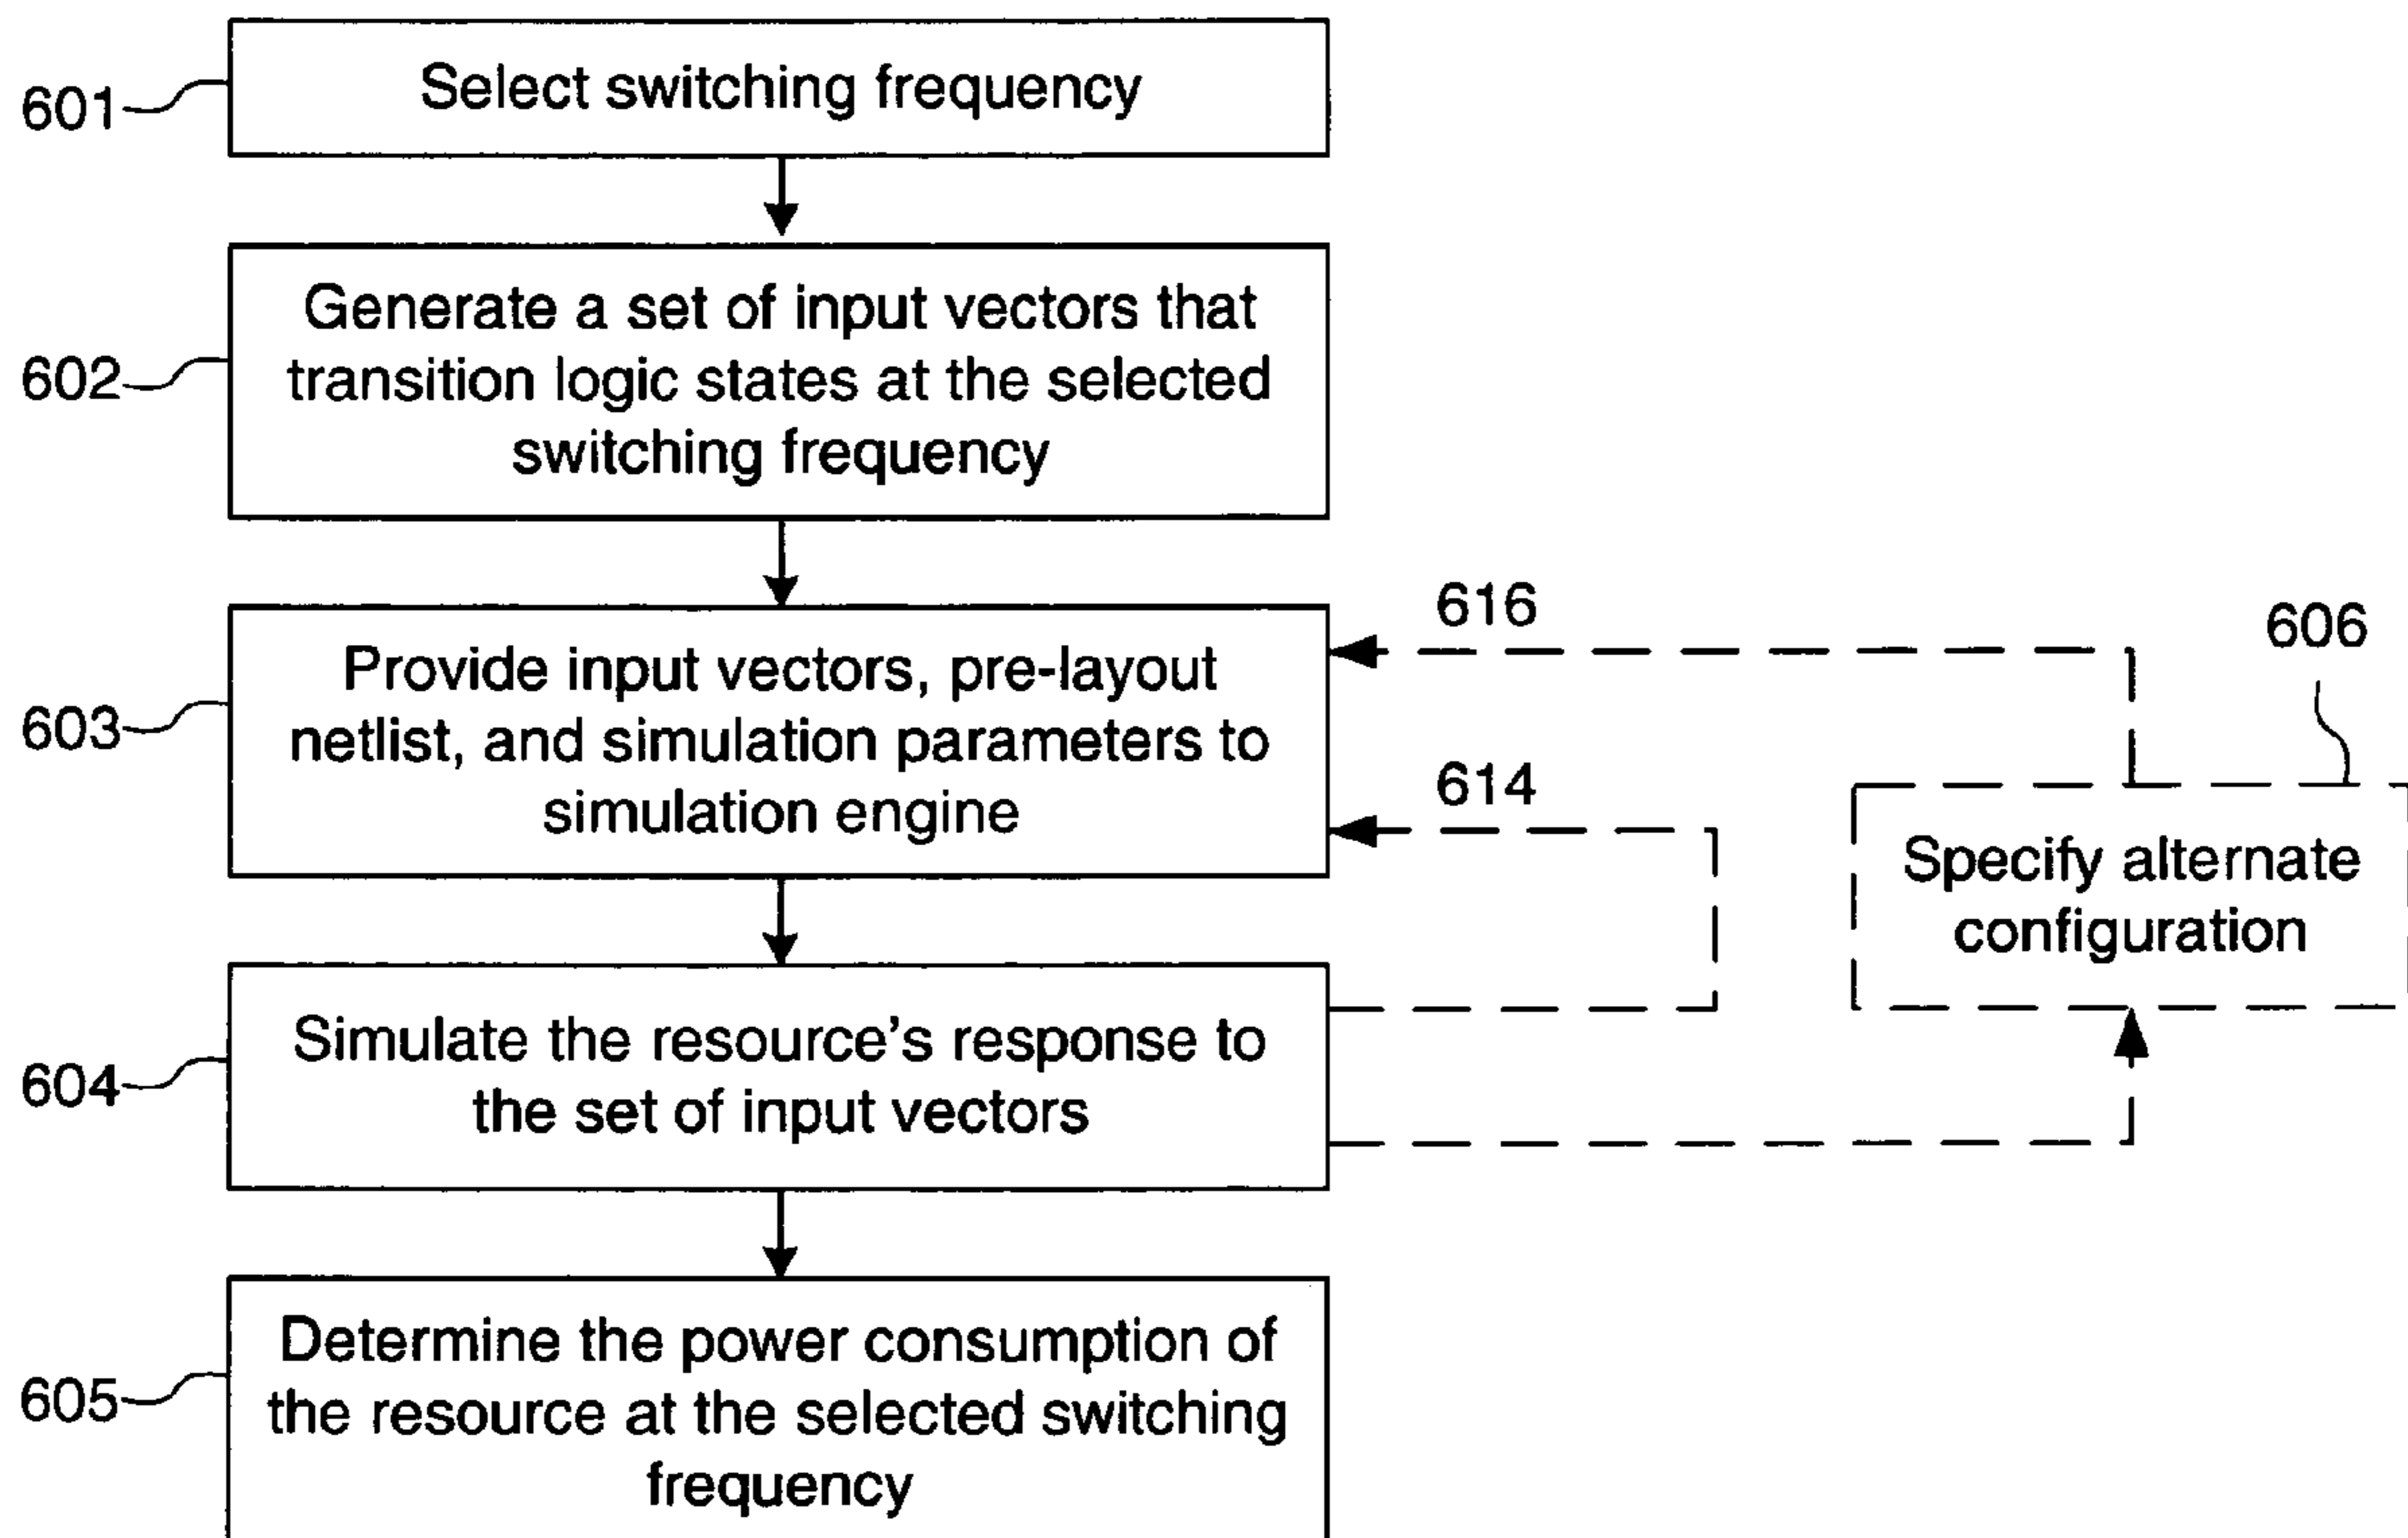 601
Select switching frequency
602
Generate a set of input vectors that
transition logic states at the selected
switching frequency
603
Provide input vectors, pre-layout
netlist, and simulation parameters to
simulation engine
616
614
606
Specify alternate
configuration
604
Simulate the resource's response to
the set of input vectors
605
Determine the power consumption of
the resource at the selected switching
frequency